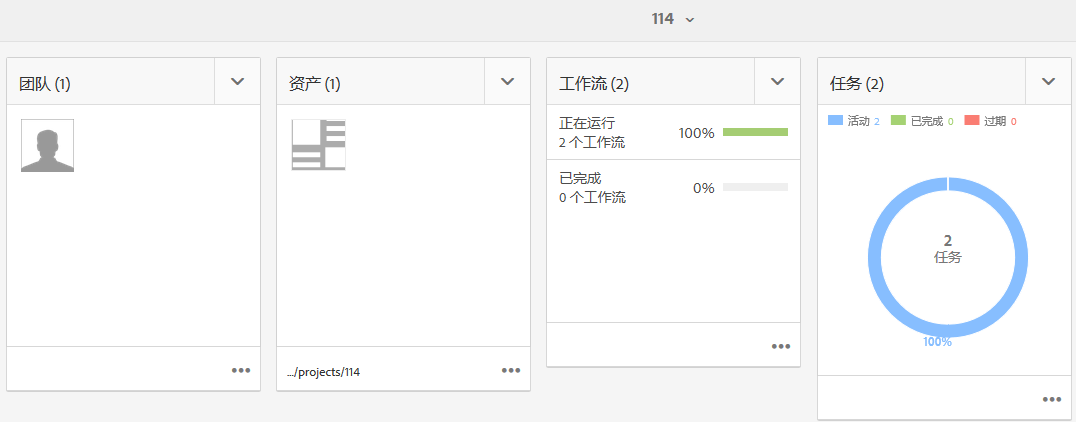 114
团队 (1)
资产 (1)
.../projects/114
工作流 (2)
正在运行
2 个工作流
100%
已完成
0 个工作流
0%
任务 (2)
活动 2 已完成 0 过期 0
2
任务
100%